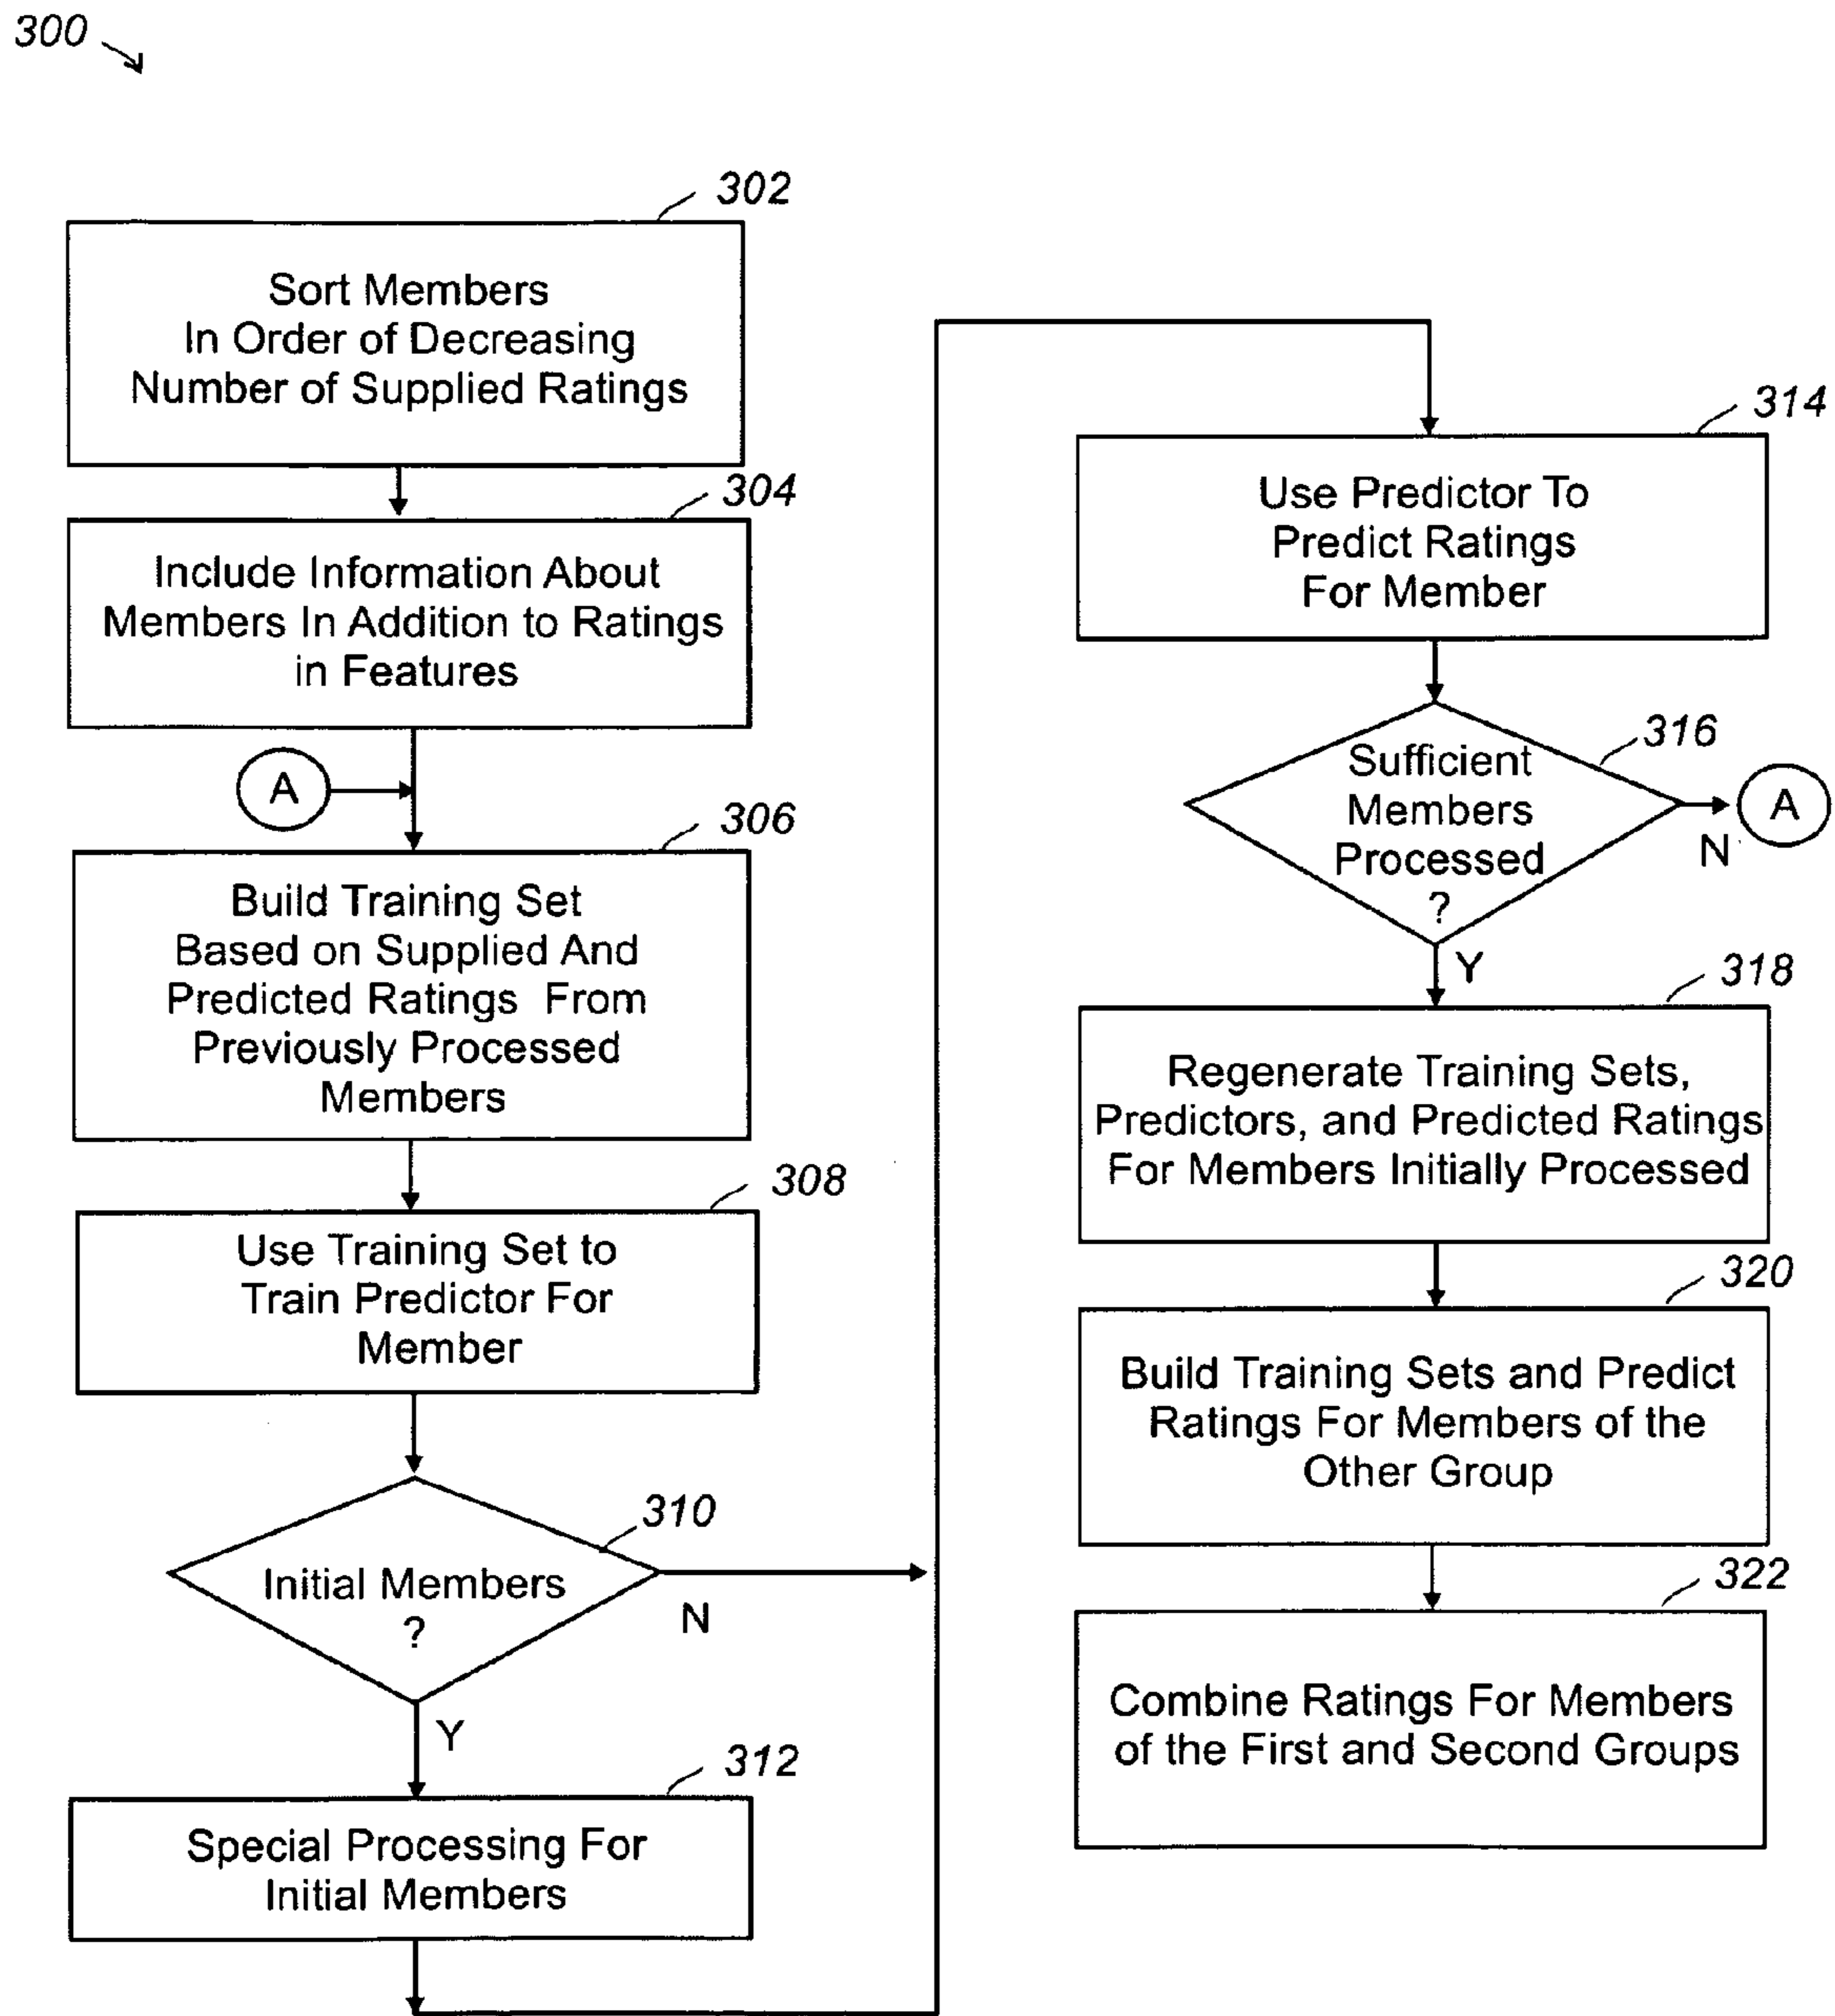 300
302
Sort Members
In Order of Decreasing
Number of Supplied Ratings
304
Include Information About
Members In Addition to Ratings
in Features
A
306
Build Training Set
Based on Supplied And
Predicted Ratings From
Previously Processed
Members
308
Use Training Set to
Train Predictor For
Member
310
Initial Members
?
N
Y
312
Special Processing For
Initial Members
314
Use Predictor To
Predict Ratings
For Member
316
Sufficient
Members
Processed
?
A
N
Y
318
Regenerate Training Sets,
Predictors, and Predicted Ratings
For Members Initially Processed
320
Build Training Sets and Predict
Ratings For Members of the
Other Group
322
Combine Ratings For Members
of the First and Second Groups